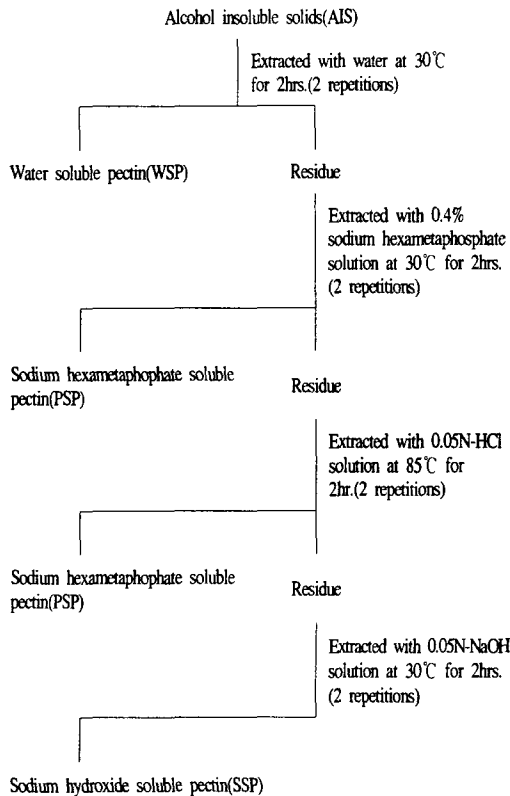 Alcohol insoluble solids(AIS)
Extracted with water at 30℃
for 2hrs.(2 repetitions)
Water soluble pectin(WSP)
Residue
Extracted with 0.4%
sodium hexametaphosphate
solution at 30℃ for 2hrs.
(2 repetitions)
Sodium hexametaphophate soluble
pectin(PSP)
Residue
Extracted with 0.05N-HCl
solution at 85℃ for
2hr.(2 repetitions)
Sodium hexametaphophate soluble
pectin(PSP)
Residue
Extracted with 0.05N-NaOH
solution at 30℃ for 2hrs.
(2 repetitions)
Sodium hydroxide soluble pectin(SSP)